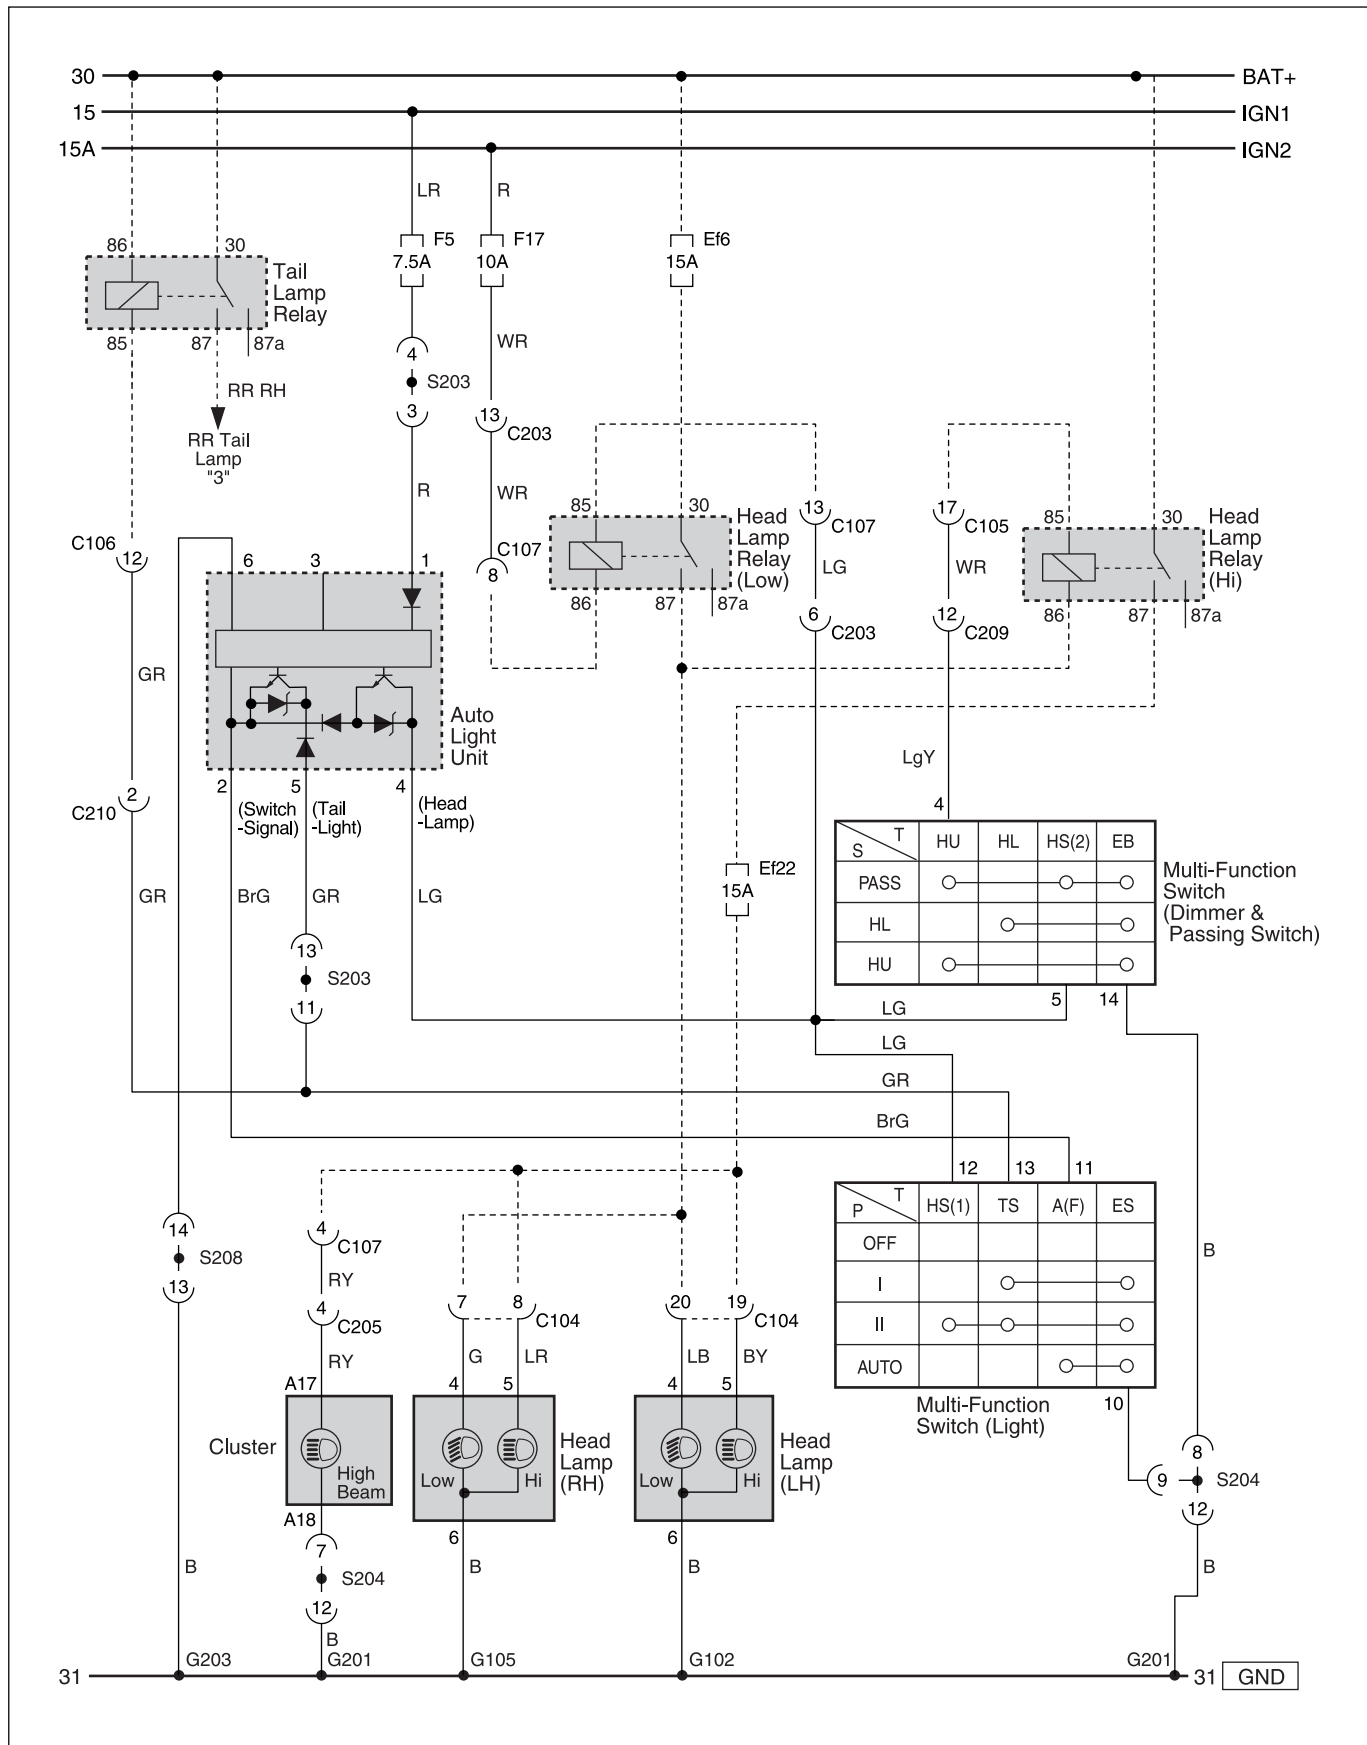 30 BAT+
15 IGN1
15A IGN2
LR R
86 30 F5 F17 Ef6
7.5A 10A 15A
Tail
Lamp
Relay
85 87 87a
4 WR
S203
RR RH
3 13
C203
RR Tail
Lamp
"3"
R WR
85 30 Head
Lamp
Relay
(Low)
13 C107
17 C105
85 30 Head
Lamp
Relay
(Hi)
C106
12
6 3 1
C107
8
LG WR
86 87 87a
6 C203
12 C209
86 87 87a
GR
Auto
Light
Unit
LgY
2
C210
2 5 4
(Switch
-Signal)
(Tail
-Light)
(Head
-Lamp)
4
T
S
HU HL HS(2) EB
PASS
HL
HU
Multi-Function
Switch
(Dimmer &
Passing Switch)
Ef22
15A
GR BrG GR LG
13
S203
11
5 14
LG
LG
GR
BrG
12 13 11
T
P
HS(1) TS A(F) ES
OFF
I
II
AUTO
10
Multi-Function
Switch (Light)
B
14
S208
13
4
C107
RY
4
C205
RY
7 8 C104
20 19 C104
G LR LB BY
A17 4 5 4 5
Cluster
High
Beam
Low Hi
Head
Lamp
(RH)
Low Hi
Head
Lamp
(LH)
8
9 S204
12
A18 6 6
7
S204
12
B B B B B
31 G203 G201 G105 G102 G201 31 GND